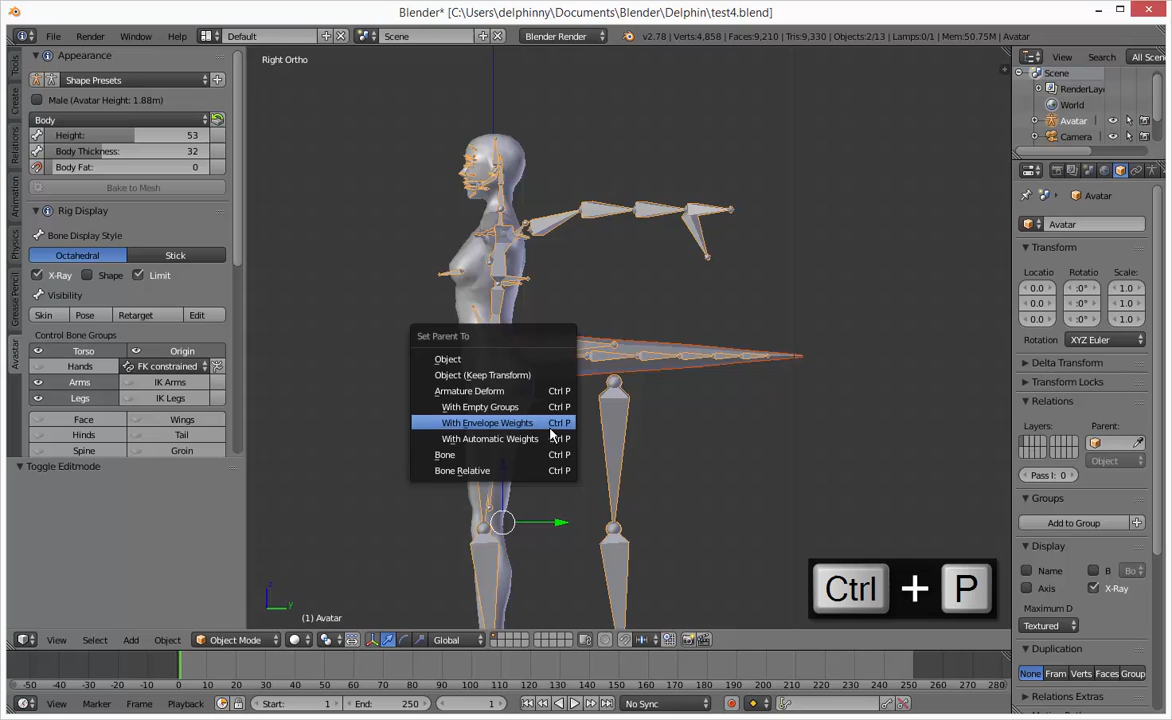 Blender* [C:\Users\delphinny\Documents\Blender\Delphin\test4.blend]
File Render Window Help Default Scene Blender Render v2.78 | Verts:4,858 | Faces:9,210 | Tris:9,330 | Objects:2/13 | Lamps:0/1 | Mem:50.75M | Avatar
Tools
Create
Relations
Animation
Physics
Grease Pencil
Avastar
Appearance
Shape Presets
Male (Avatar Height: 1.88m)
Body
Height: 53
Body Thickness: 32
Body Fat: 0
Bake to Mesh
Rig Display
Bone Display Style
Octahedral Stick
X-Ray Shape Limit
Visibility
Skin Pose Retarget Edit
Control Bone Groups:
Torso Origin
Hands FK constrained
Arms IK Arms
Legs IK Legs
Face Wings
Hinds Tail
Spine Groin
Toggle Editmode
Right Ortho
Set Parent To
Object
Object (Keep Transform)
Armature Deform Ctrl P
With Empty Groups Ctrl P
With Envelope Weights Ctrl P
With Automatic Weights Ctrl P
Bone Ctrl P
Bone Relative Ctrl P
Ctrl + P
z
y
(1) Avatar
View Search All Scen
Scene
RenderLay
World
Avatar
Camera
Avatar
Avatar
Transform
Locatio Rotatio Scale:
0.0 :0° 1.0
0.0 :0° 1.0
0.0 :0° 1.0
Rotation XYZ Euler
Delta Transform
Transform Locks
Relations
Layers: Parent:
Object
Pass I: 0
Groups
Add to Group
Display
Name B Bo
Axis X-Ray
Maximum D
Textured
Duplication
None Fram Verts Faces Group
Relations Extras
View Select Add Object Object Mode Global
-50 -40 -30 -20 -10 0 10 20 30 40 50 60 70 80 90 100 110 120 130 140 150 160 170 180 190 200 210 220 230 240 250 260 270 280
View Marker Frame Playback Start: 1 End: 250 1 No Sync